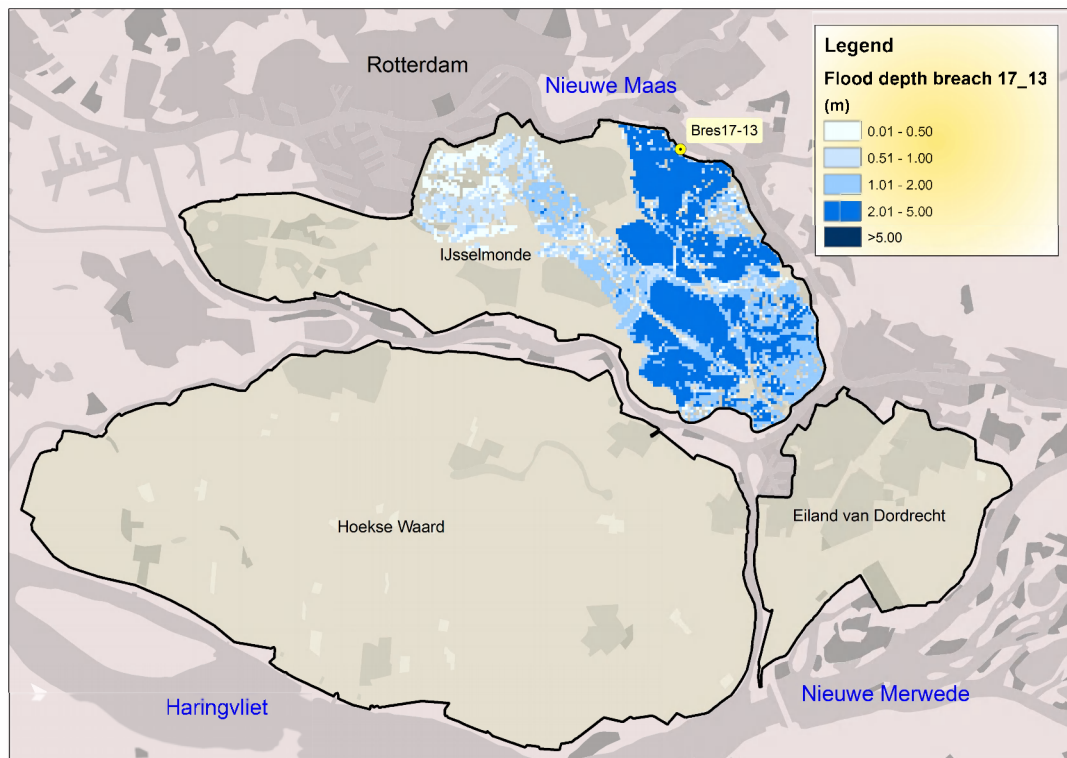 Rotterdam
Nieuwe Maas
Bres17-13
IJsselmonde
Hoekse Waard
Eiland van Dordrecht
Haringvliet
Nieuwe Merwede
Legend
Flood depth breach 17_13
(m)
0.01 - 0.50
0.51 - 1.00
1.01 - 2.00
2.01 - 5.00
>5.00